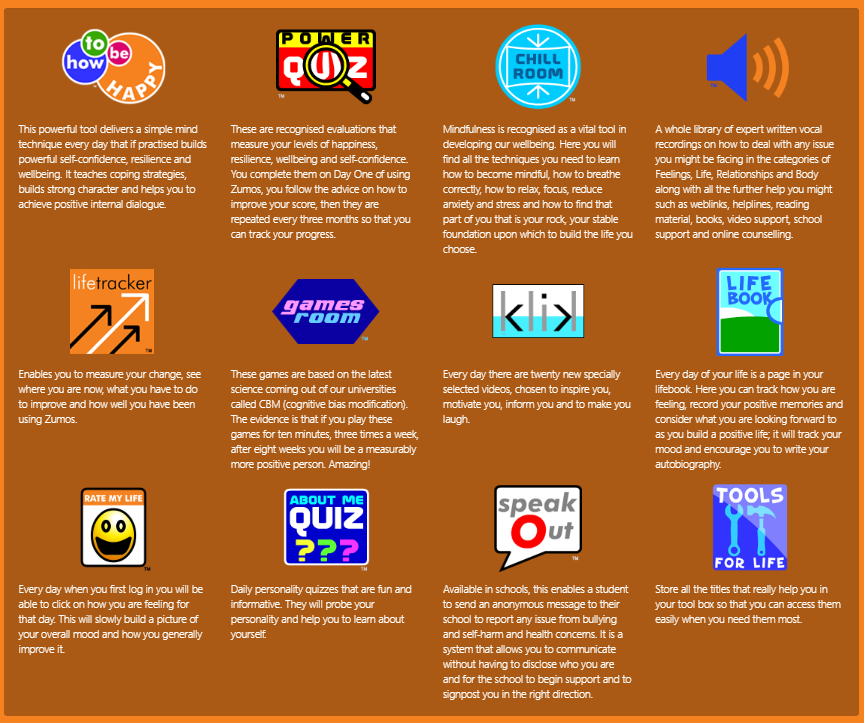 to
how be
HAPPY
™
This powerful tool delivers a simple mind
technique every day that if practised builds
powerful self-confidence, resilience and
wellbeing. It teaches coping strategies,
builds strong character and helps you to
achieve positive internal dialogue.
POWER
QUIZ
™
These are recognised evaluations that
measure your levels of happiness,
resilience, wellbeing and self-confidence.
You complete them on Day One of using
Zumos, you follow the advice on how to
improve your score, then they are
repeated every three months so that you
can track your progress.
CHILL
ROOM
™
Mindfulness is recognised as a vital tool in
developing our wellbeing. Here you will
find all the techniques you need to learn
how to become mindful, how to breathe
correctly, how to relax, focus, reduce
anxiety and stress and how to find that
part of you that is your rock, your stable
foundation upon which to build the life you
choose.
™
A whole library of expert written vocal
recordings on how to deal with any issue
you might be facing in the categories of
Feelings, Life, Relationships and Body
along with all the further help you might
such as weblinks, helplines, reading
material, books, video support, school
support and online counselling.
lifetracker
™
Enables you to measure your change, see
where you are now, what you have to do
to improve and how well you have been
using Zumos.
games
room
™
These games are based on the latest
science coming out of our universities
called CBM (cognitive bias modification).
The evidence is that if you play these
games for ten minutes, three times a week,
after eight weeks you will be a measurably
more positive person. Amazing!
klik
Every day there are twenty new specially
selected videos, chosen to inspire you,
motivate you, inform you and to make you
laugh.
LIFE
BOOK
Every day of your life is a page in your
lifebook. Here you can track how you are
feeling, record your positive memories and
consider what you are looking forward to
as you build a positive life; it will track your
mood and encourage you to write your
autobiography.
RATE MY LIFE
™
Every day when you first log in you will be
able to click on how you are feeling for
that day. This will slowly build a picture of
your overall mood and how you generally
improve it.
ABOUT ME
QUIZ
???
™
Daily personality quizzes that are fun and
informative. They will probe your
personality and help you to learn about
yourself.
speak
Out
™
Available in schools, this enables a student
to send an anonymous message to their
school to report any issue from bullying
and self-harm and health concerns. It is a
system that allows you to communicate
without having to disclose who you are
and for the school to begin support and to
signpost you in the right direction.
TOOLS
FOR LIFE
Store all the titles that really help you in
your tool box so that you can access them
easily when you need them most.